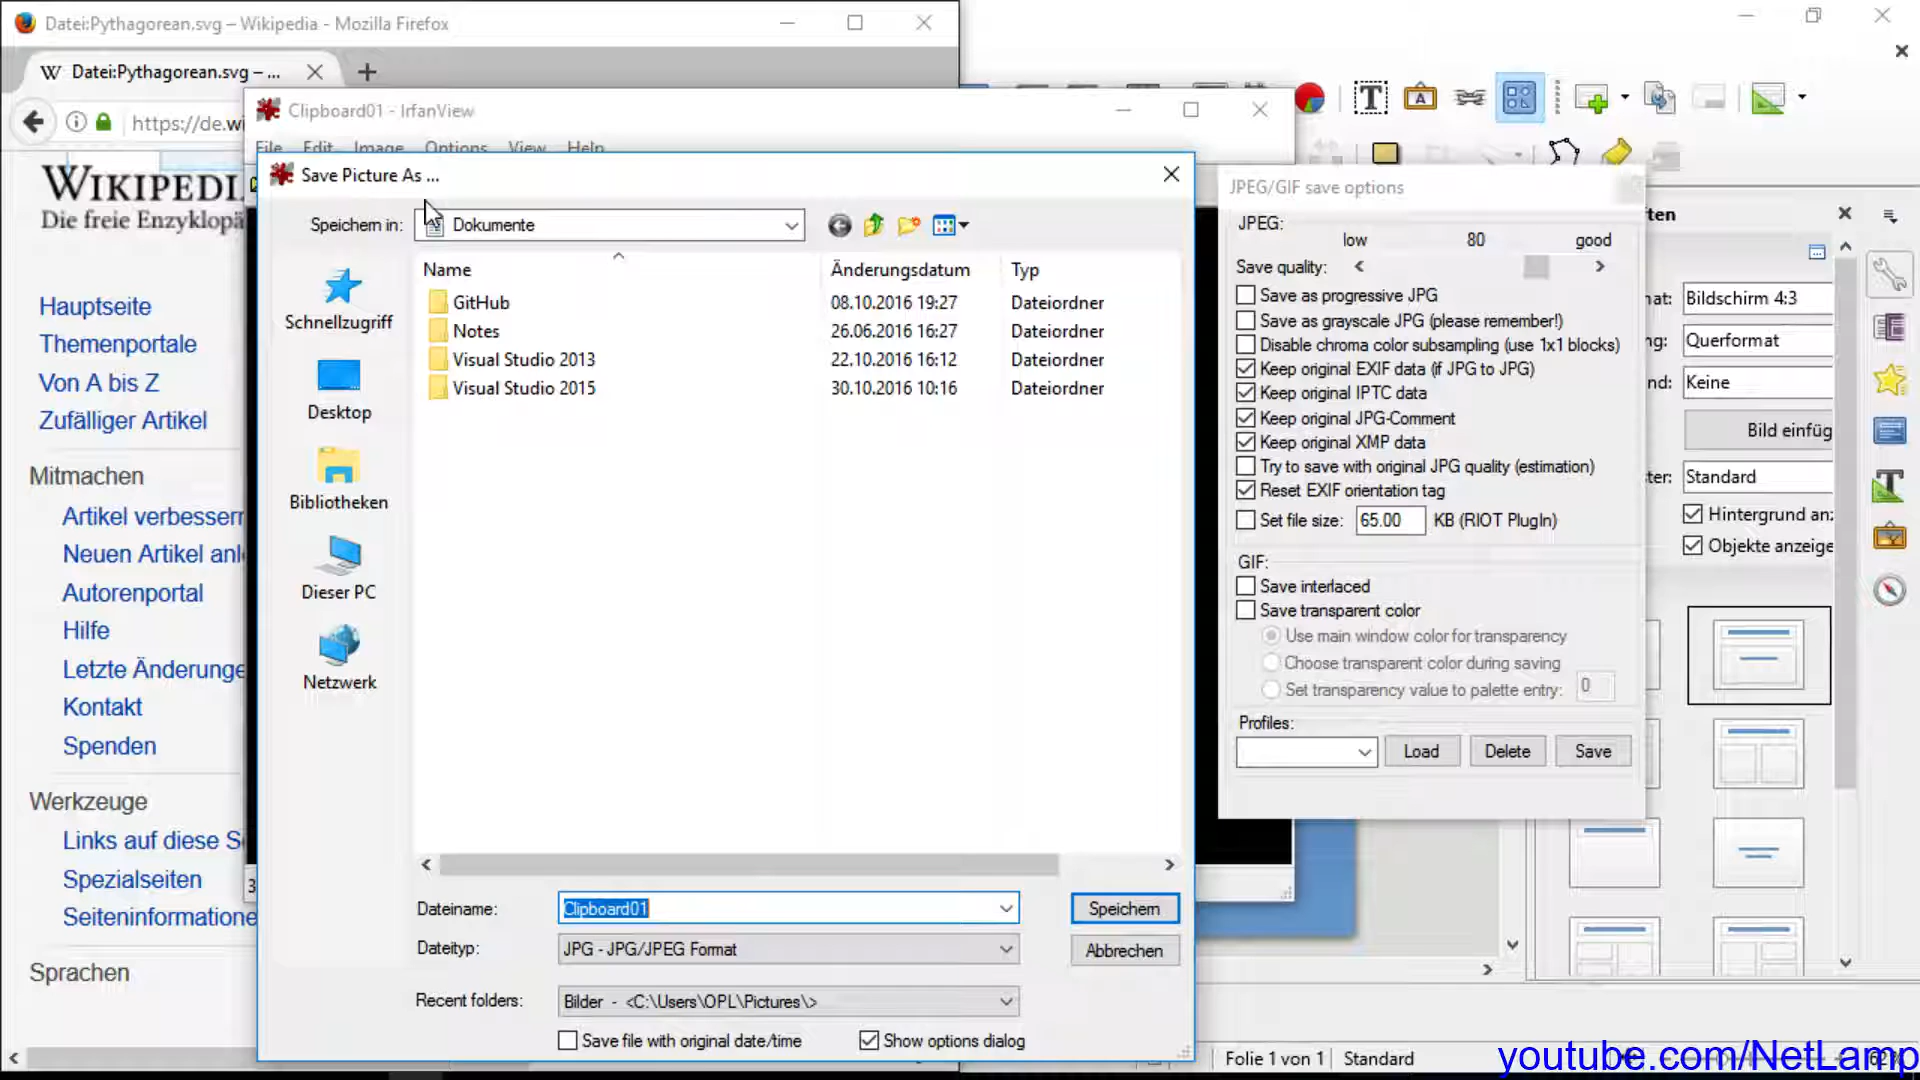 Datei:Pythagorean.svg – Wikipedia - Mozilla Firefox
W Datei:Pythagorean.svg – ...
https://de.wi
Clipboard01 - IrfanView
File Edit Image Options View Help
WIKIPEDI
Die freie Enzyklopä
Hauptseite
Themenportale
Von A bis Z
Zufälliger Artikel
Mitmachen
Artikel verbessern
Neuen Artikel anl
Autorenportal
Hilfe
Letzte Änderunge
Kontakt
Spenden
Werkzeuge
Links auf diese S
Spezialseiten
Seiteninformatione
Sprachen
Save Picture As ...
Speichern in: Dokumente
Name Änderungsdatum Typ
GitHub 08.10.2016 19:27 Dateiordner
Notes 26.06.2016 16:27 Dateiordner
Visual Studio 2013 22.10.2016 16:12 Dateiordner
Visual Studio 2015 30.10.2016 10:16 Dateiordner
Schnellzugriff
Desktop
Bibliotheken
Dieser PC
Netzwerk
Dateiname: Clipboard01 Speichern
Dateityp: JPG - JPG/JPEG Format Abbrechen
Recent folders: Bilder - <C:\Users\OPL\Pictures\>
Save file with original date/time Show options dialog
3
JPEG/GIF save options
JPEG:
low 80 good
Save quality:
Save as progressive JPG
Save as grayscale JPG (please remember!)
Disable chroma color subsampling (use 1x1 blocks)
Keep original EXIF data (if JPG to JPG)
Keep original IPTC data
Keep original JPG-Comment
Keep original XMP data
Try to save with original JPG quality (estimation)
Reset EXIF orientation tag
Set file size: 65.00 KB (RIOT PlugIn)
GIF:
Save interlaced
Save transparent color
Use main window color for transparency
Choose transparent color during saving
Set transparency value to palette entry: 0
Profiles:
Load Delete Save
ten
nat: Bildschirm 4:3
ng: Querformat
nd: Keine
Bild einfüg
ter: Standard
Hintergrund anz
Objekte anzeige
Folie 1 von 1 Standard
youtube.com/NetLamp